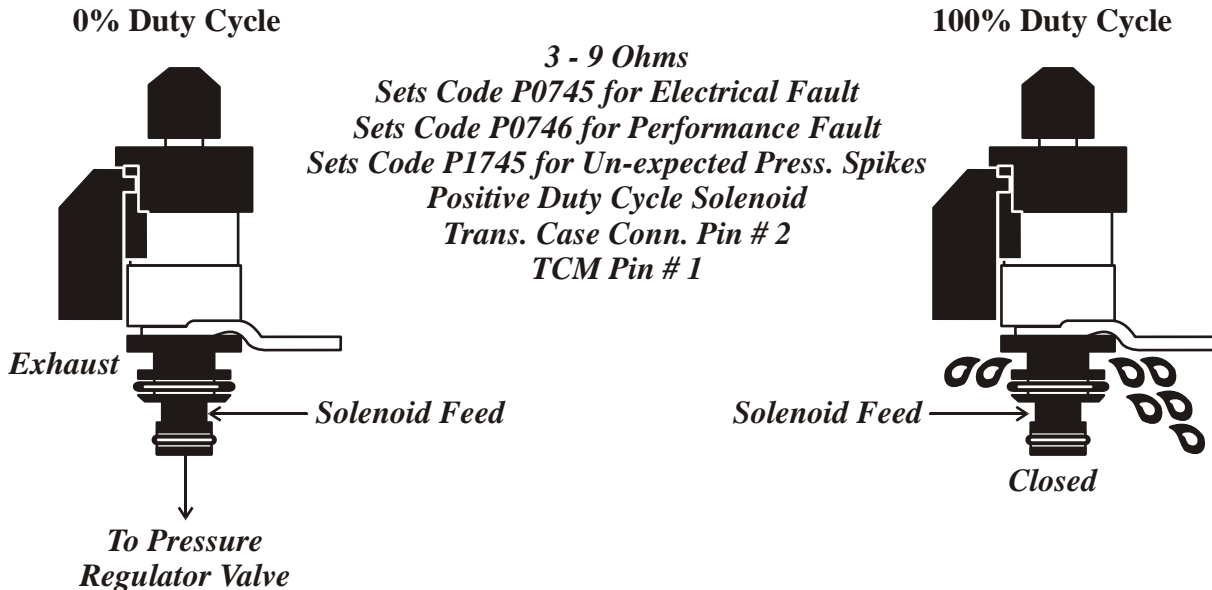 0% Duty Cycle
100% Duty Cycle
3 - 9 Ohms
Sets Code P0745 for Electrical Fault
Sets Code P0746 for Performance Fault
Sets Code P1745 for Un-expected Press. Spikes
Positive Duty Cycle Solenoid
Trans. Case Conn. Pin # 2
TCM Pin # 1
Exhaust
Solenoid Feed
To Pressure
Regulator Valve
Solenoid Feed
Closed